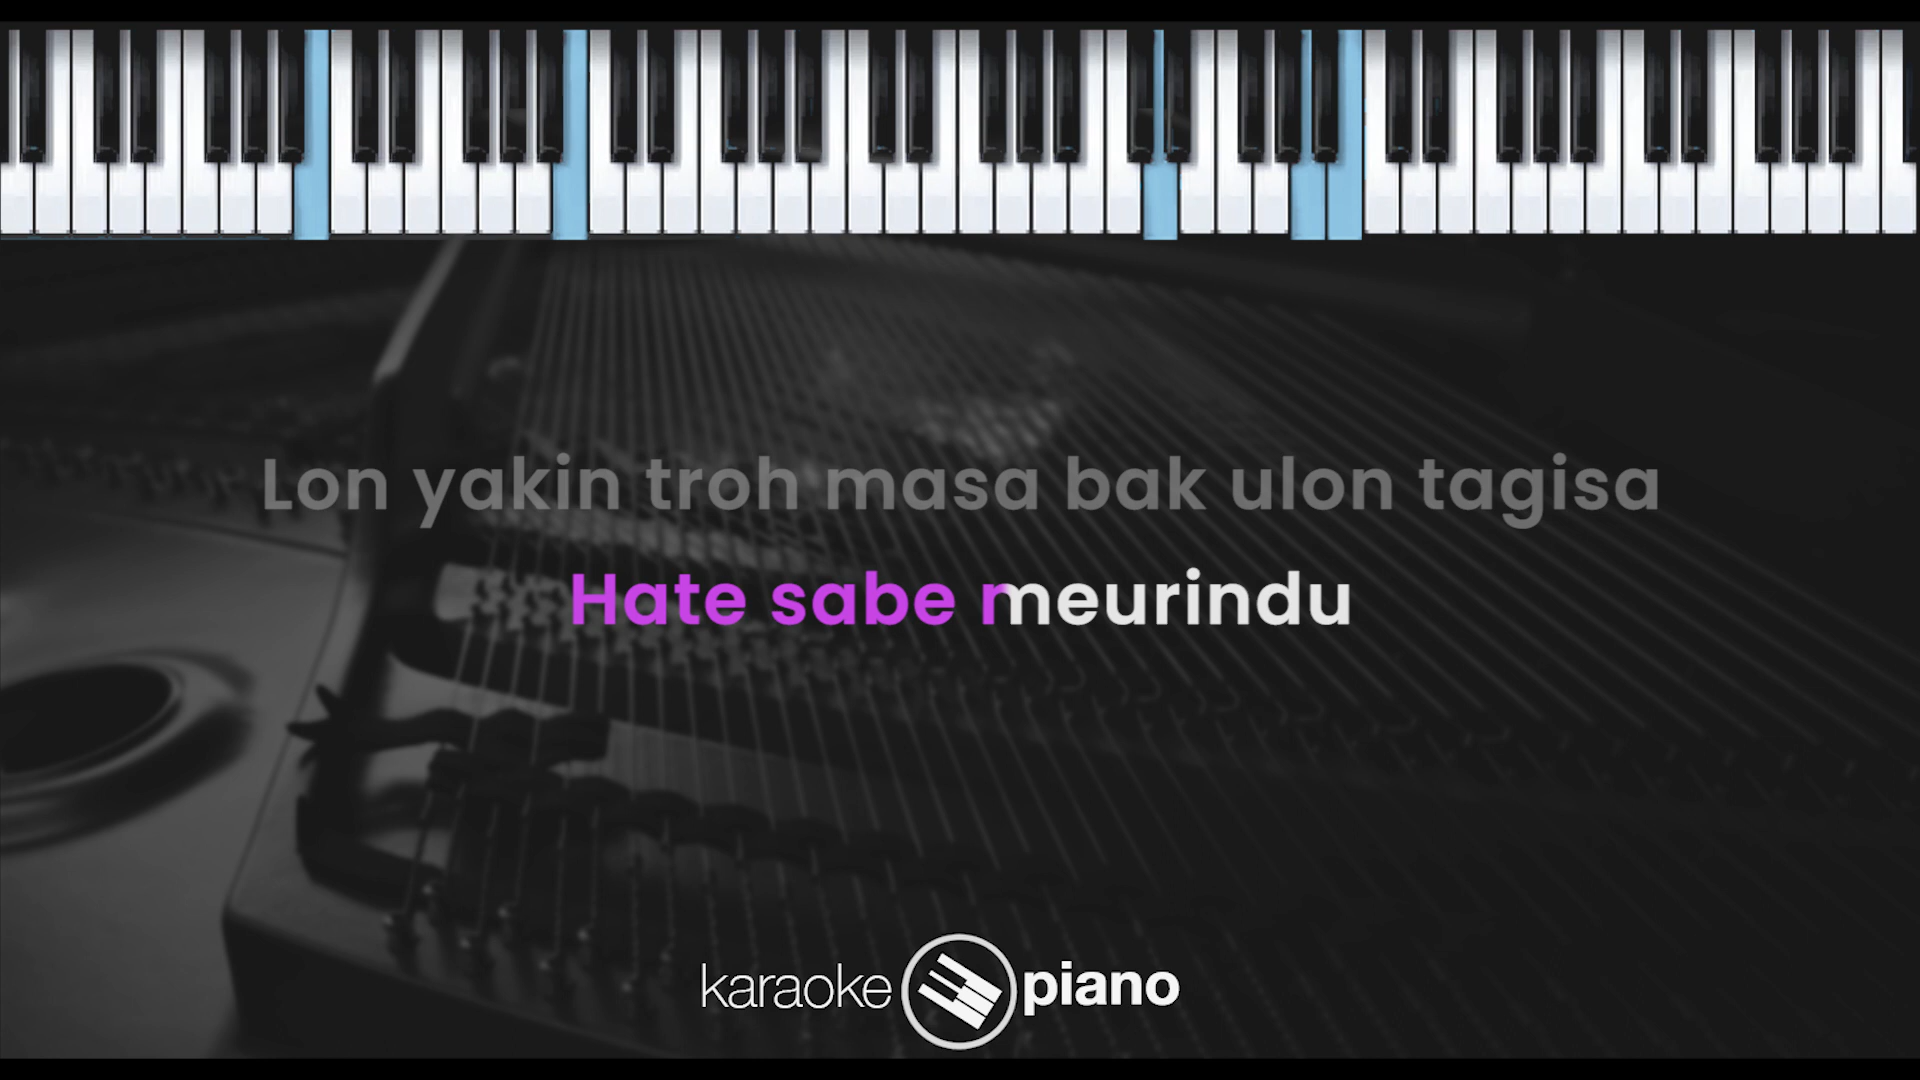 Lon yakin troh masa bak ulon tagisa
Hate sabe meurindu
karaoke piano